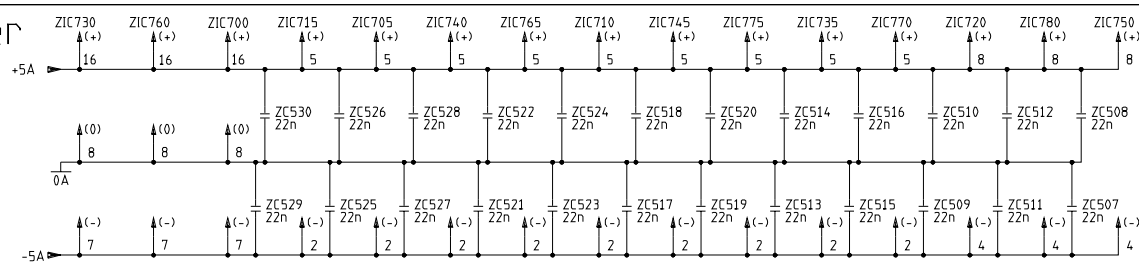 ZIC730 ZIC760 ZIC700 ZIC715 ZIC705 ZIC740 ZIC765 ZIC710 ZIC745 ZIC775 ZIC735 ZIC770 ZIC720 ZIC780 ZIC750
(+) (+) (+) (+) (+) (+) (+) (+) (+) (+) (+) (+) (+) (+) (+)
16 16 16 5 5 5 5 5 5 5 5 5 8 8 8
+5A
ZC530 ZC526 ZC528 ZC522 ZC524 ZC518 ZC520 ZC514 ZC516 ZC510 ZC512 ZC508
22n 22n 22n 22n 22n 22n 22n 22n 22n 22n 22n 22n
(0) (0) (0)
8 8 8
0A
ZC529 ZC525 ZC527 ZC521 ZC523 ZC517 ZC519 ZC513 ZC515 ZC509 ZC511 ZC507
22n 22n 22n 22n 22n 22n 22n 22n 22n 22n 22n 22n
(-) (-) (-) (-) (-) (-) (-) (-) (-) (-) (-) (-) (-) (-) (-)
7 7 7 2 2 2 2 2 2 2 2 2 4 4 4
-5A